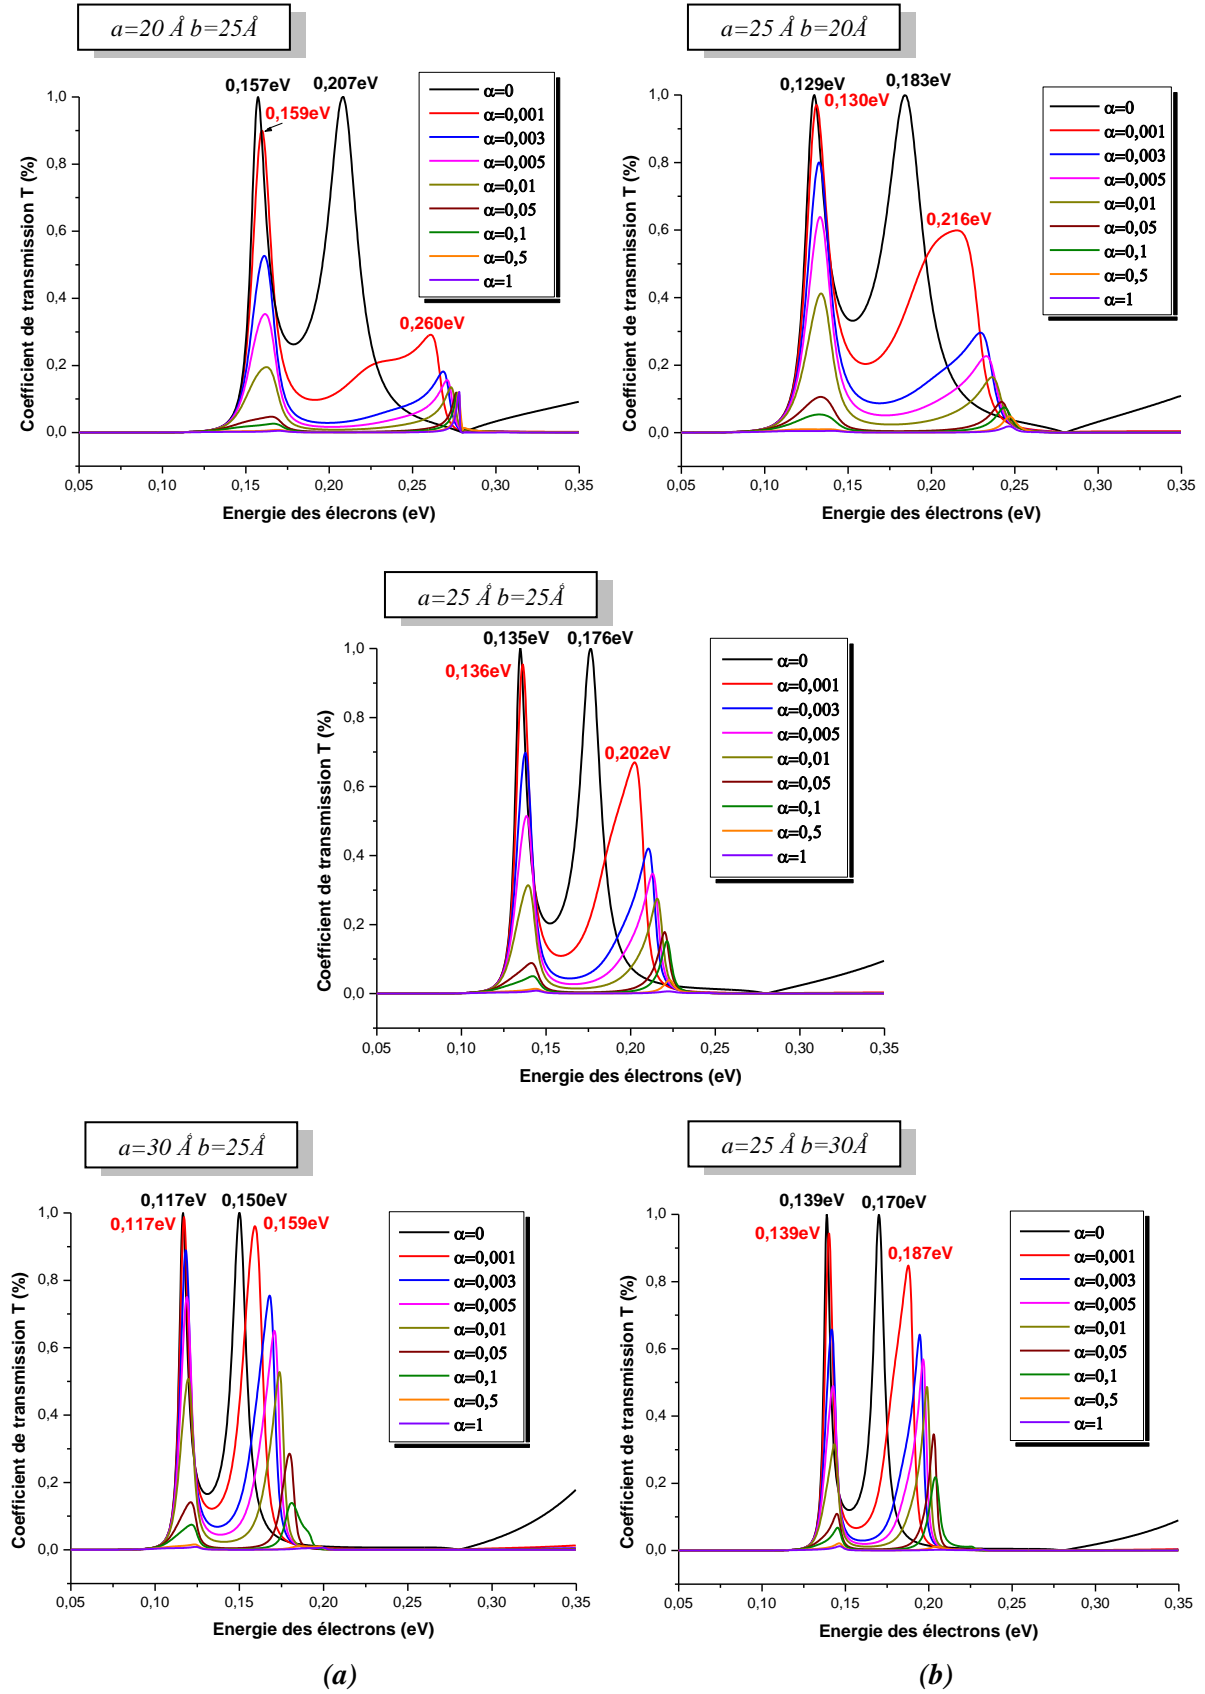 a=20 Å b=25Å
0,157eV 0,207eV
0,159eV
0,260eV
α=0
α=0,001
α=0,003
α=0,005
α=0,01
α=0,05
α=0,1
α=0,5
α=1
Coefficient de transmission T (%)
1,0
0,8
0,6
0,4
0,2
0,0
0,05 0,10 0,15 0,20 0,25 0,30 0,35
Energie des élecrons (eV)
a=25 Å b=20Å
0,129eV 0,183eV
0,130eV
0,216eV
α=0
α=0,001
α=0,003
α=0,005
α=0,01
α=0,05
α=0,1
α=0,5
α=1
Coefficient de transmission T (%)
1,0
0,8
0,6
0,4
0,2
0,0
0,05 0,10 0,15 0,20 0,25 0,30 0,35
Energie des électrons (eV)
a=25 Å b=25Å
0,135eV 0,176eV
0,136eV
0,202eV
α=0
α=0,001
α=0,003
α=0,005
α=0,01
α=0,05
α=0,1
α=0,5
α=1
Coefficient de transmission T (%)
1,0
0,8
0,6
0,4
0,2
0,0
0,05 0,10 0,15 0,20 0,25 0,30 0,35
Energie des électrons (eV)
a=30 Å b=25Å
0,117eV 0,150eV
0,117eV 0,159eV
α=0
α=0,001
α=0,003
α=0,005
α=0,01
α=0,05
α=0,1
α=0,5
α=1
Coefficient de transmission T (%)
1,0
0,8
0,6
0,4
0,2
0,0
0,05 0,10 0,15 0,20 0,25 0,30 0,35
Energie des électrons (eV)
(a)
a=25 Å b=30Å
0,139eV 0,170eV
0,139eV
0,187eV
α=0
α=0,001
α=0,003
α=0,005
α=0,01
α=0,05
α=0,1
α=0,5
α=1
Coefficient de transmission T (%)
1,0
0,8
0,6
0,4
0,2
0,0
0,05 0,10 0,15 0,20 0,25 0,30 0,35
Energie des électrons (eV)
(b)